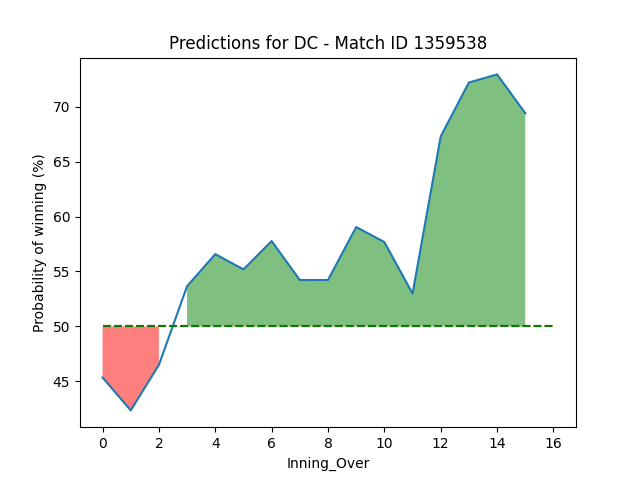 Predictions for DC - Match ID 1359538
Probability of winning (%)
70
65
60
55
50
45
0 2 4 6 8 10 12 14 16
Inning_Over